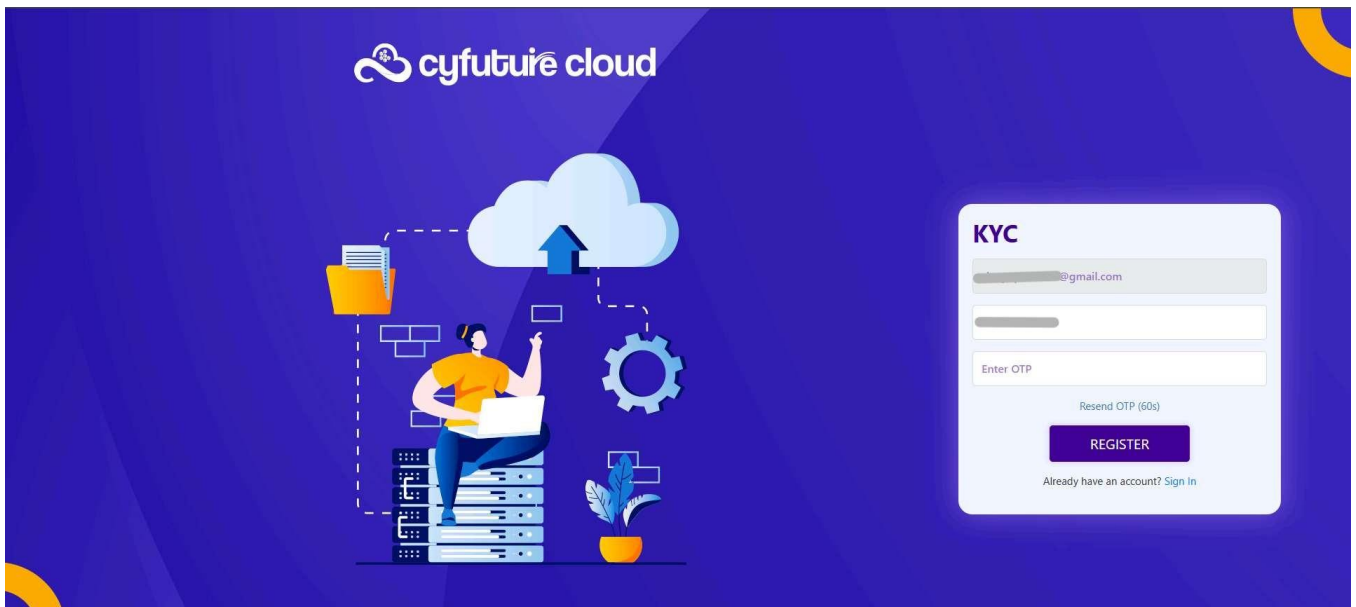 cyfuture cloud
KYC
@gmail.com
Enter OTP
Resend OTP (60s)
REGISTER
Already have an account? Sign In